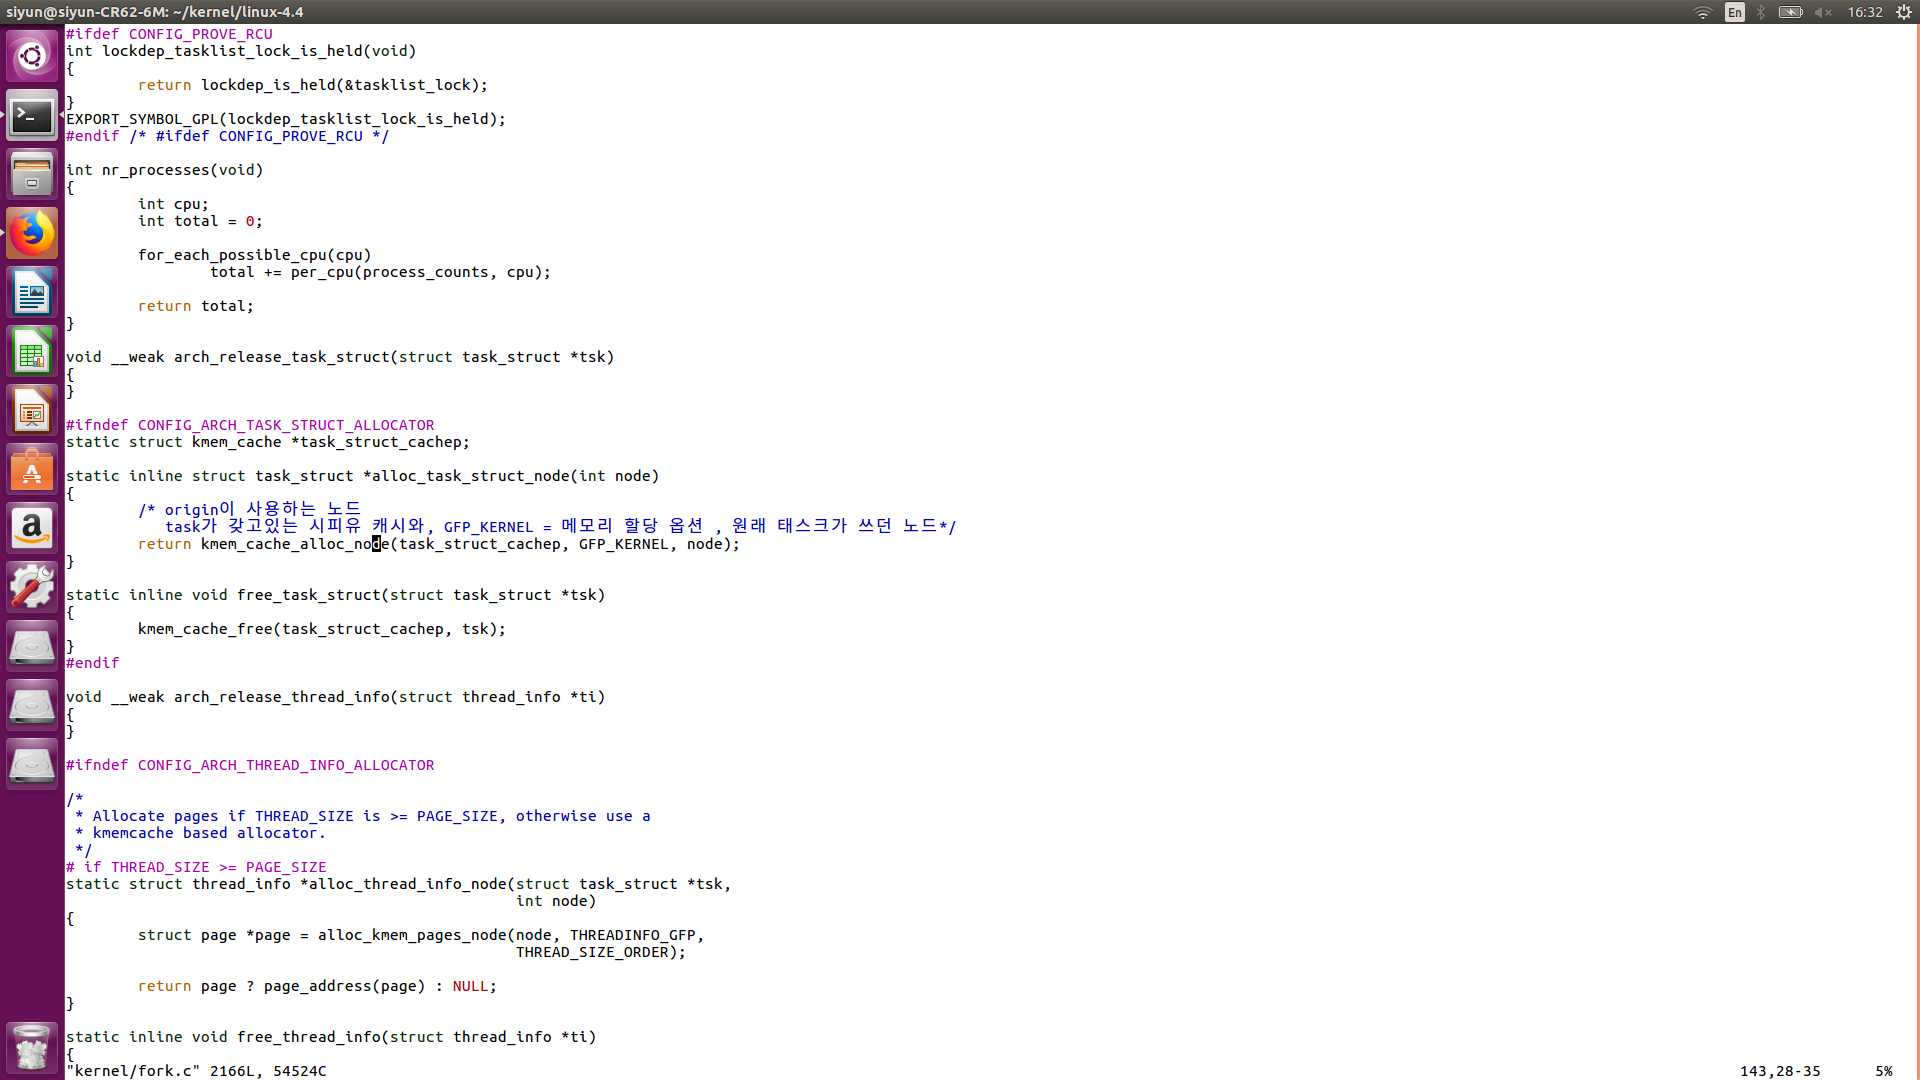 siyun@siyun-CR62-6M: ~/kernel/linux-4.4
En
16:32
#ifdef CONFIG_PROVE_RCU
int lockdep_tasklist_lock_is_held(void)
{
        return lockdep_is_held(&tasklist_lock);
}
EXPORT_SYMBOL_GPL(lockdep_tasklist_lock_is_held);
#endif /* #ifdef CONFIG_PROVE_RCU */

int nr_processes(void)
{
        int cpu;
        int total = 0;

        for_each_possible_cpu(cpu)
                total += per_cpu(process_counts, cpu);

        return total;
}

void __weak arch_release_task_struct(struct task_struct *tsk)
{
}

#ifndef CONFIG_ARCH_TASK_STRUCT_ALLOCATOR
static struct kmem_cache *task_struct_cachep;

static inline struct task_struct *alloc_task_struct_node(int node)
{
        /* origin이 사용하는 노드
           task가 갖고있는 시피유 캐시와, GFP_KERNEL = 메모리 할당 옵션 , 원래 태스크가 쓰던 노드*/
        return kmem_cache_alloc_node(task_struct_cachep, GFP_KERNEL, node);
}

static inline void free_task_struct(struct task_struct *tsk)
{
        kmem_cache_free(task_struct_cachep, tsk);
}
#endif

void __weak arch_release_thread_info(struct thread_info *ti)
{
}

#ifndef CONFIG_ARCH_THREAD_INFO_ALLOCATOR

/*
 * Allocate pages if THREAD_SIZE is >= PAGE_SIZE, otherwise use a
 * kmemcache based allocator.
 */
# if THREAD_SIZE >= PAGE_SIZE
static struct thread_info *alloc_thread_info_node(struct task_struct *tsk,
                                                  int node)
{
        struct page *page = alloc_kmem_pages_node(node, THREADINFO_GFP,
                                                  THREAD_SIZE_ORDER);

        return page ? page_address(page) : NULL;
}

static inline void free_thread_info(struct thread_info *ti)
{
"kernel/fork.c" 2166L, 54524C
143,28-35
5%